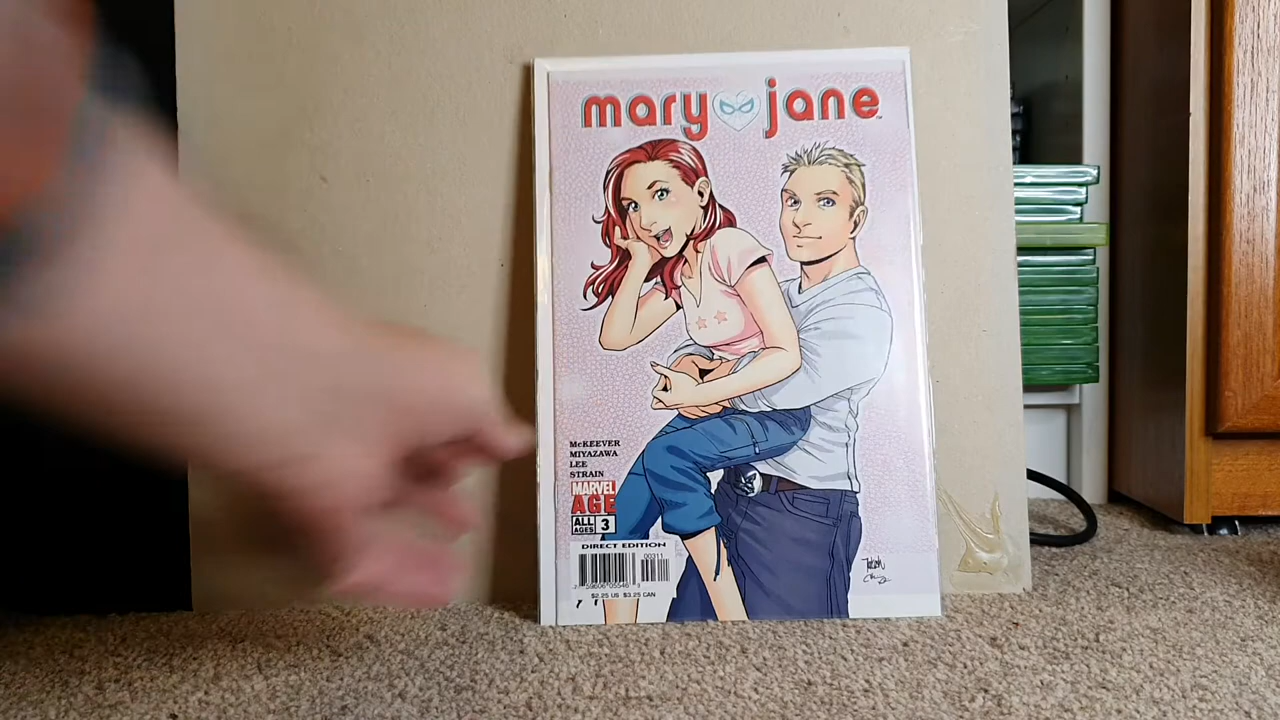 mary jane
McKEEVER
MIYAZAWA
LEE
STRAIN
MARVEL
AGE
ALL
AGES
3
DIRECT EDITION
00311
$2.25 US $3.25 CAN